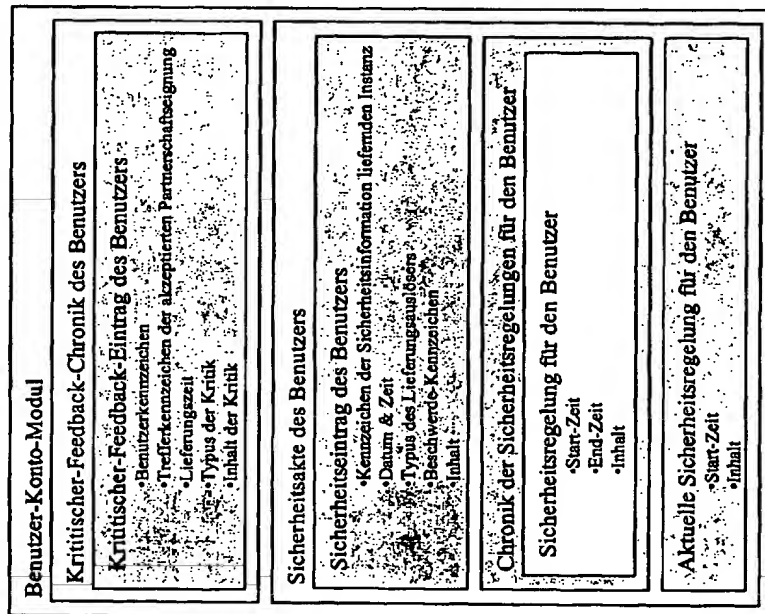 Benutzer-Konto-Modul
Krititischer-Feedback-Chronik des Benutzers
Krititischer-Feedback-Eintrag des Benutzers
•Benutzerkennzeichen
•Trefferkennzeichen der akzeptierten Partnerschaftseignung
•Lieferungszeit
•Typus der Kritik
•Inhalt der Kritik
Sicherheitsakte des Benutzers
Sicherheitseintrag des Benutzers
•Kennzeichen der Sicherheitsinformation liefernden Instanz
•Datum & Zeit
•Typus des Lieferungsauslösers
•Beschwerde-Kennzeichen
•Inhalt
Chronik der Sicherheitsregelungen für den Benutzer
Sicherheitsregelung für den Benutzer
•Start-Zeit
•End-Zeit
•Inhalt
Aktuelle Sicherheitsregelung für den Benutzer
•Start-Zeit
•Inhalt